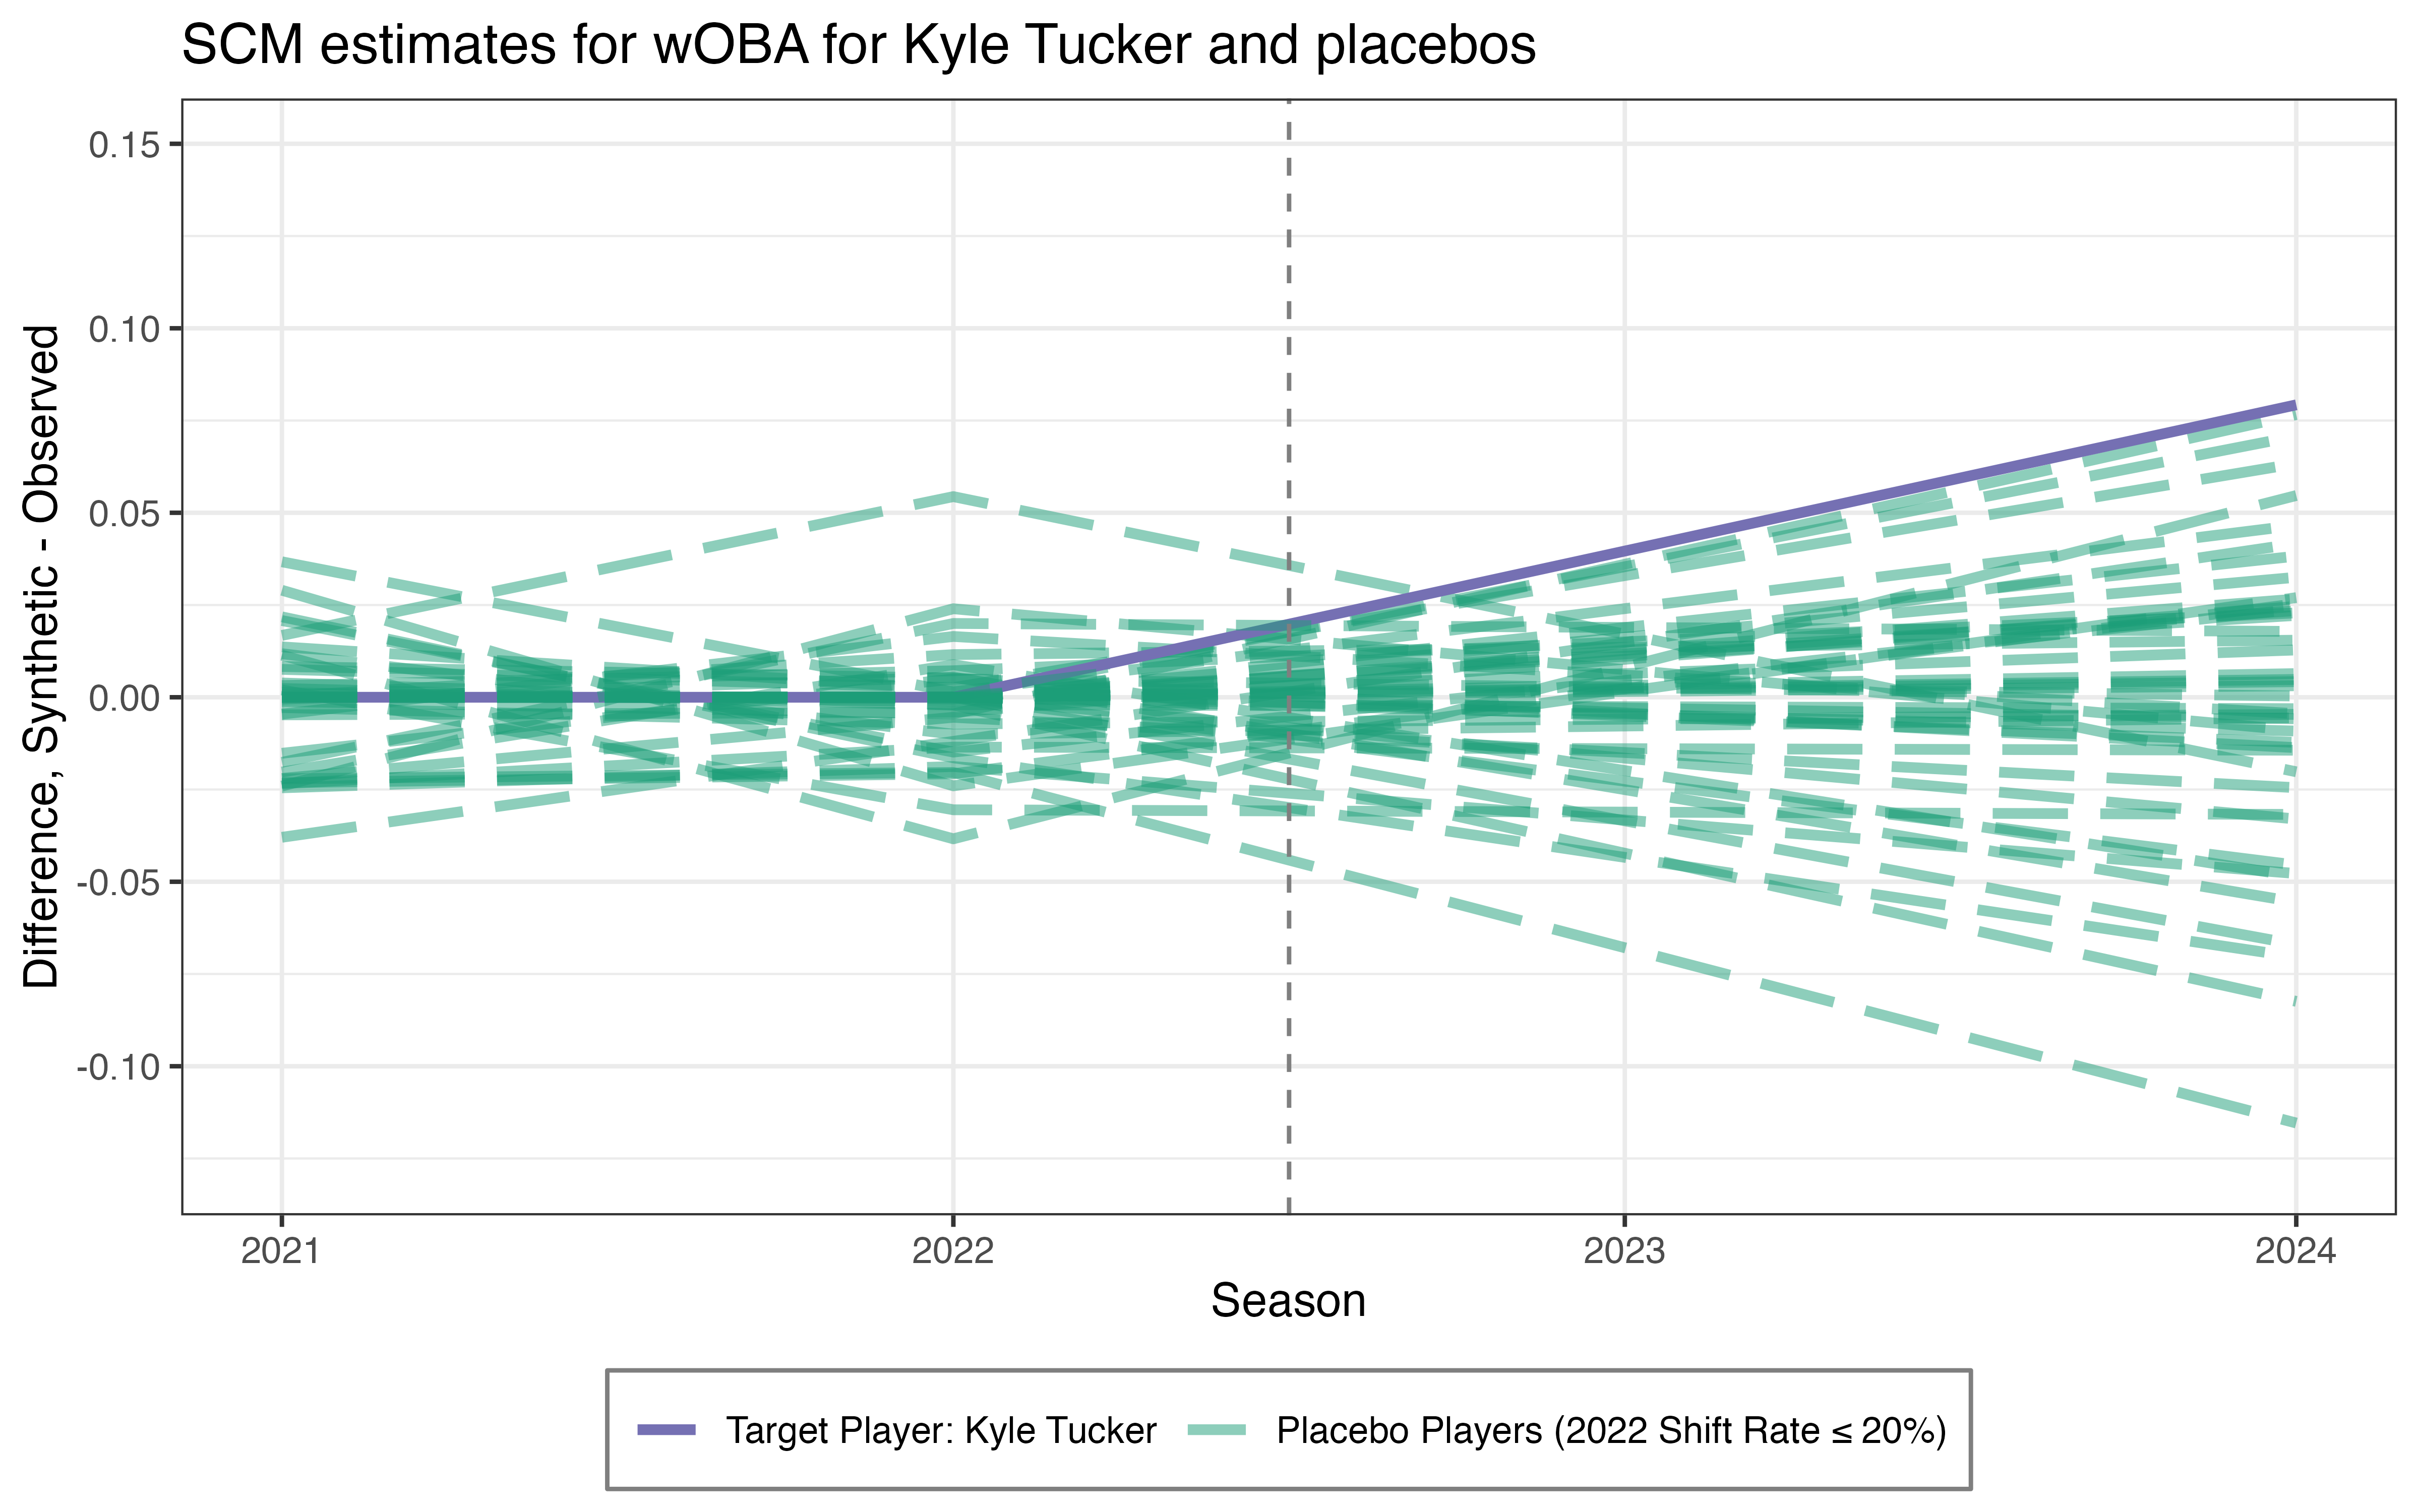 SCM estimates for wOBA for Kyle Tucker and placebos
Difference, Synthetic - Observed
0.15
0.10
0.05
0.00
-0.05
-0.10
2021 2022 2023 2024
Season
Target Player: Kyle Tucker Placebo Players (2022 Shift Rate ≤ 20%)